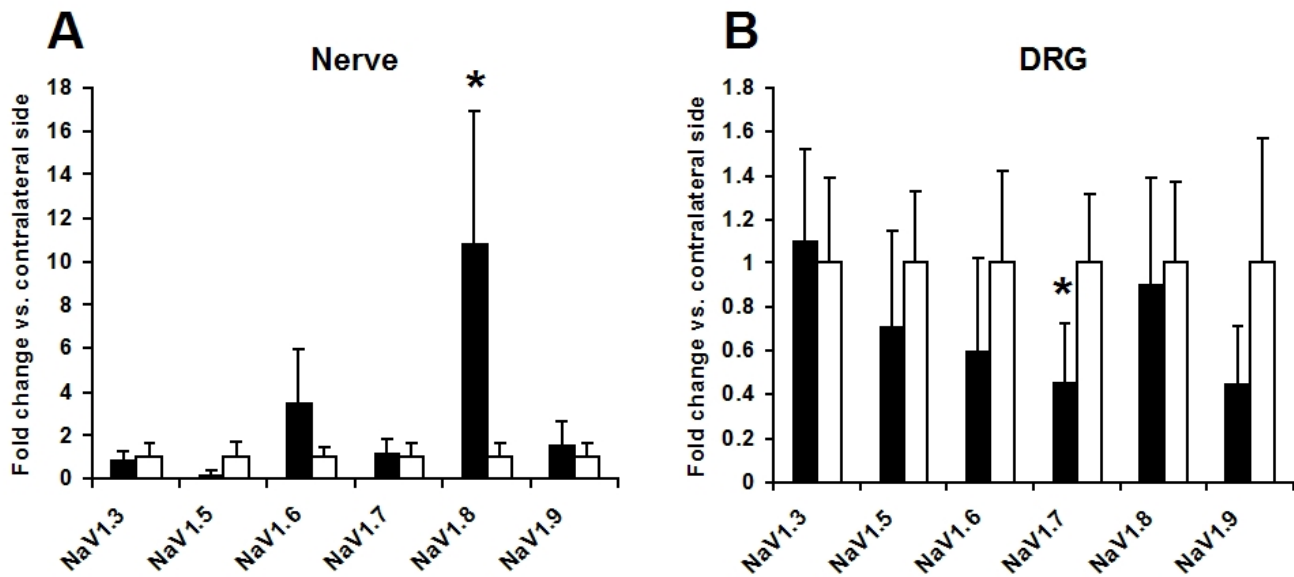 A
Nerve
Fold change vs. contralateral side
18
16
14
12
10
8
6
4
2
0
*
NaV1.3
NaV1.5
NaV1.6
NaV1.7
NaV1.8
NaV1.9
B
DRG
Fold change vs. contralateral side
1.8
1.6
1.4
1.2
1
0.8
0.6
0.4
0.2
0
*
NaV1.3
NaV1.5
NaV1.6
NaV1.7
NaV1.8
NaV1.9